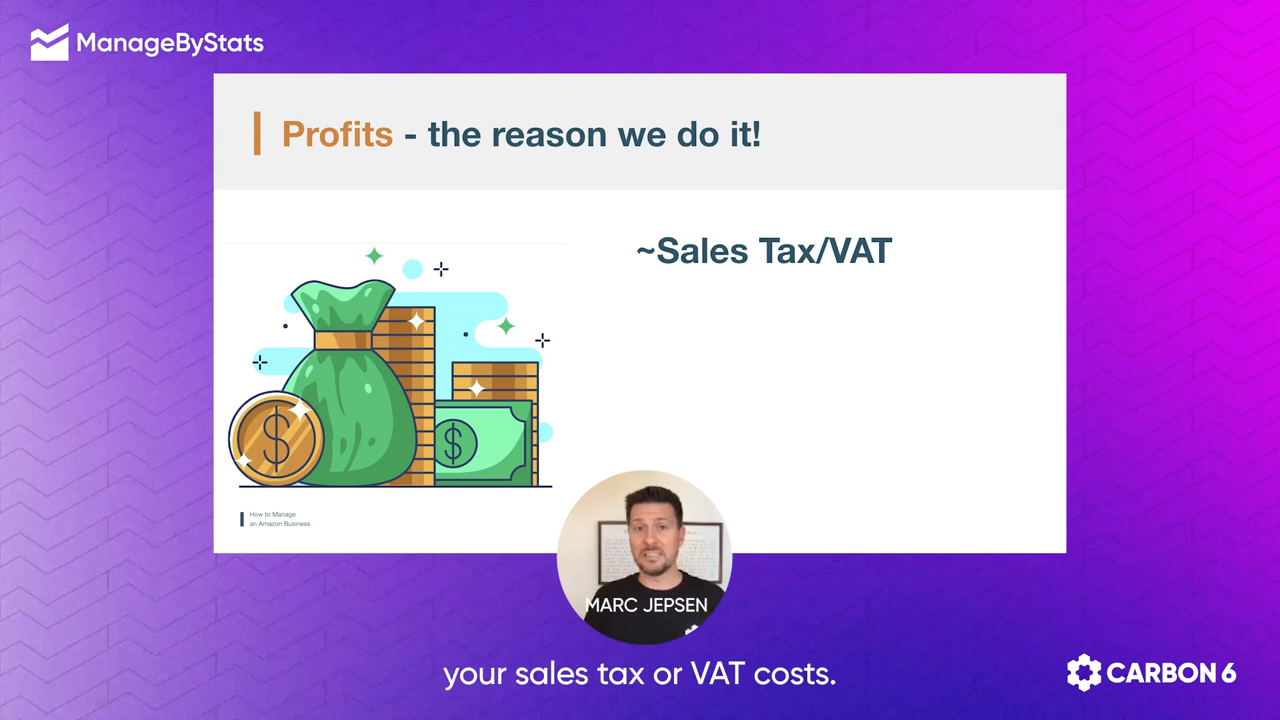 ManageByStats
Profits - the reason we do it!
~Sales Tax/VAT
$
$
How to Manage
an Amazon Business
MARC JEPSEN
your sales tax or VAT costs.
CARBON 6